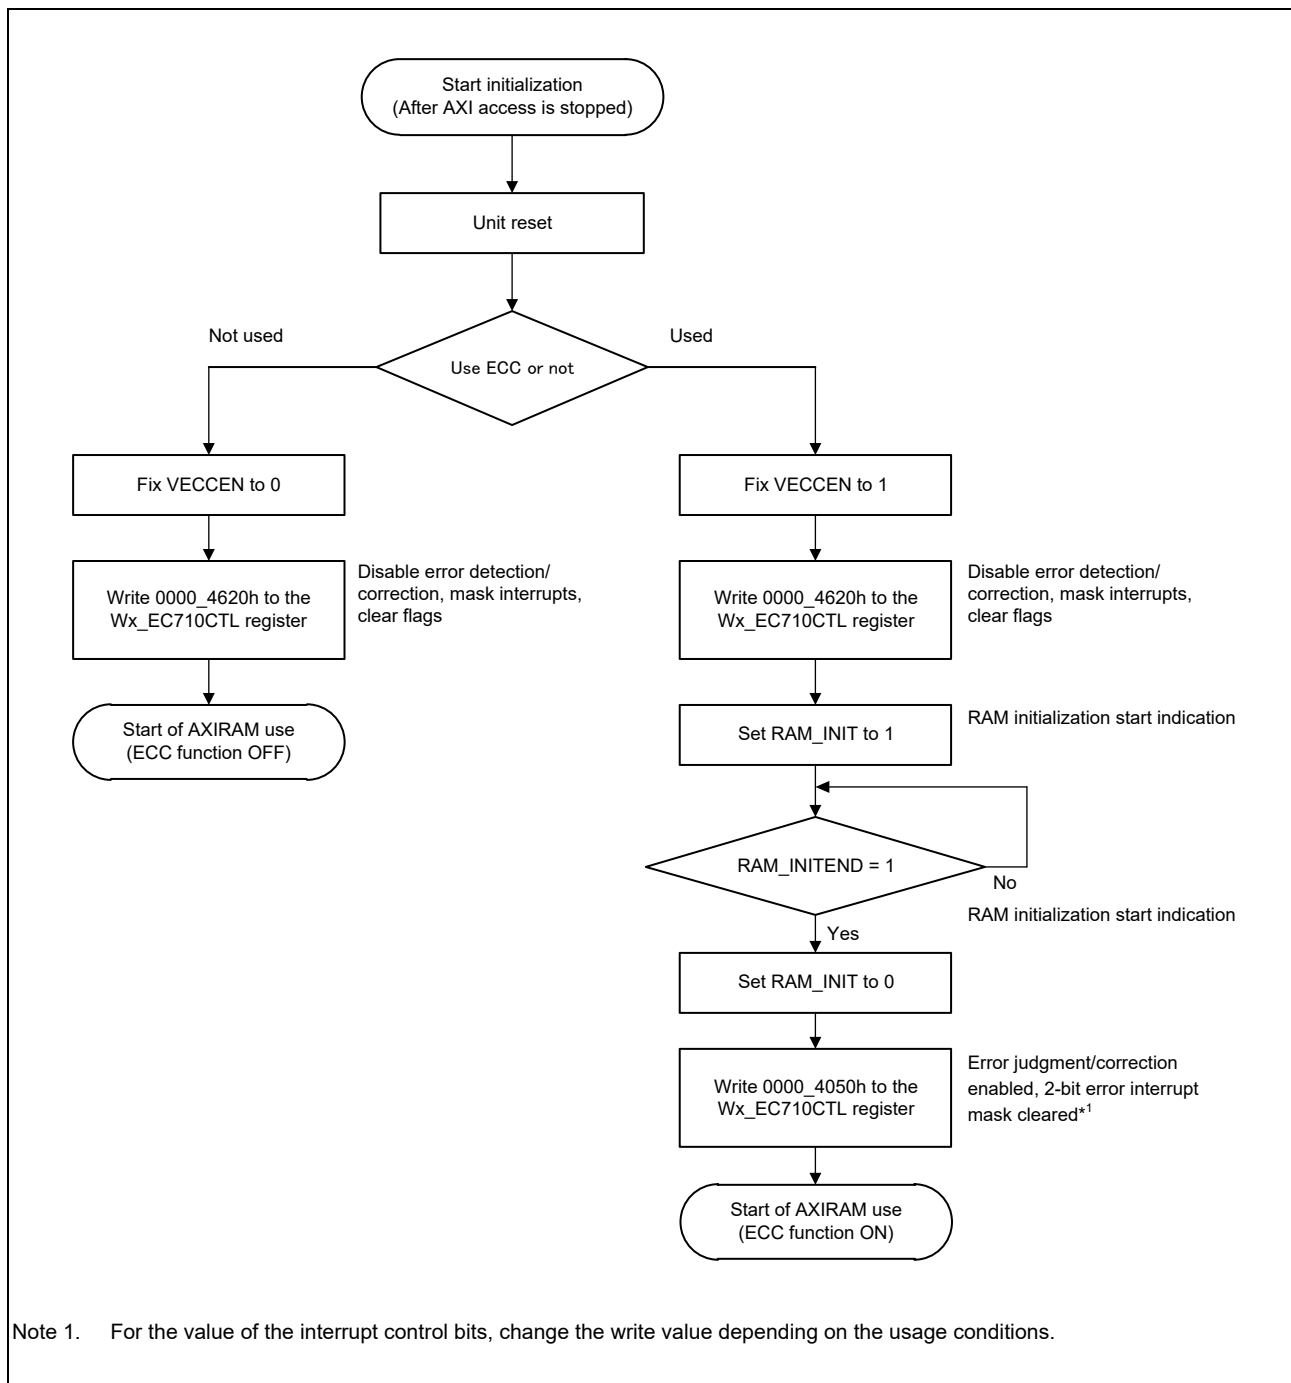 Start initialization
(After AXI access is stopped)
Unit reset
Not used
Used
Use ECC or not
Fix VECCEN to 0
Fix VECCEN to 1
Write 0000_4620h to the
Wx_EC710CTL register
Disable error detection/
correction, mask interrupts,
clear flags
Write 0000_4620h to the
Wx_EC710CTL register
Disable error detection/
correction, mask interrupts,
clear flags
Start of AXIRAM use
(ECC function OFF)
Set RAM_INIT to 1
RAM initialization start indication
RAM_INITEND = 1
No
RAM initialization start indication
Yes
Set RAM_INIT to 0
Write 0000_4050h to the
Wx_EC710CTL register
Error judgment/correction
enabled, 2-bit error interrupt
mask cleared*1
Start of AXIRAM use
(ECC function ON)
Note 1. For the value of the interrupt control bits, change the write value depending on the usage conditions.